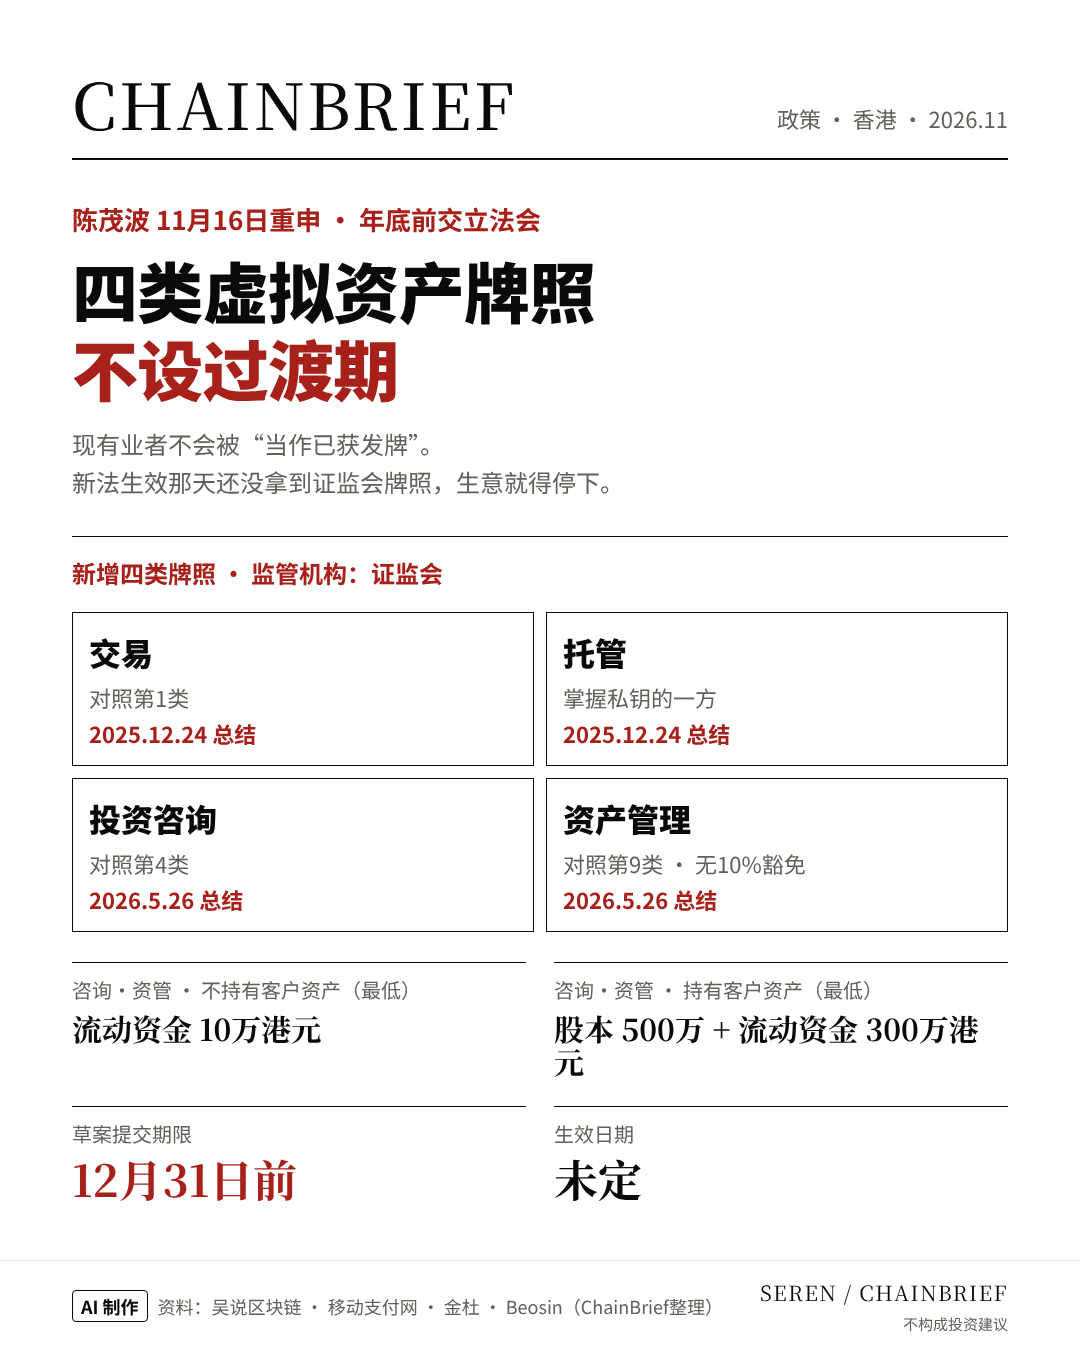 CHAINBRIEF
政策 · 香港 · 2026.11
陈茂波 11月16日重申 · 年底前交立法会
四类虚拟资产牌照
不设过渡期
现有业者不会被“当作已获发牌”。
新法生效那天还没拿到证监会牌照，生意就得停下。
新增四类牌照 · 监管机构：证监会
交易
对照第1类
2025.12.24 总结
托管
掌握私钥的一方
2025.12.24 总结
投资咨询
对照第4类
2026.5.26 总结
资产管理
对照第9类 · 无10%豁免
2026.5.26 总结
咨询·资管 · 不持有客户资产（最低）
流动资金 10万港元
咨询·资管 · 持有客户资产（最低）
股本 500万 + 流动资金 300万港
元
草案提交期限
12月31日前
生效日期
未定
AI 制作 资料：吴说区块链 · 移动支付网 · 金杜 · Beosin（ChainBrief整理）
SEREN / CHAINBRIEF
不构成投资建议